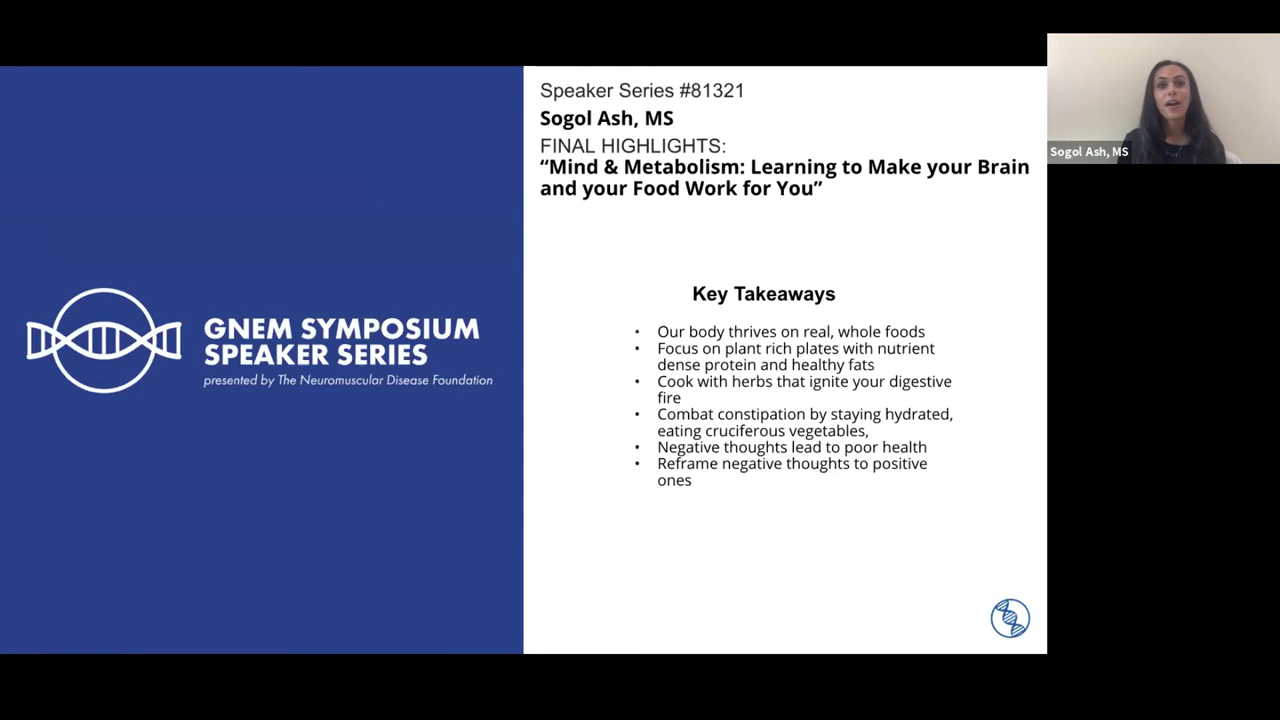 Speaker Series #81321
Sogol Ash, MS
FINAL HIGHLIGHTS:
“Mind & Metabolism: Learning to Make your Brain
and your Food Work for You”
GNEM SYMPOSIUM
SPEAKER SERIES
presented by The Neuromuscular Disease Foundation
Key Takeaways
• Our body thrives on real, whole foods
• Focus on plant rich plates with nutrient
dense protein and healthy fats
• Cook with herbs that ignite your digestive
fire
• Combat constipation by staying hydrated,
eating cruciferous vegetables,
• Negative thoughts lead to poor health
• Reframe negative thoughts to positive
ones
Sogol Ash, MS